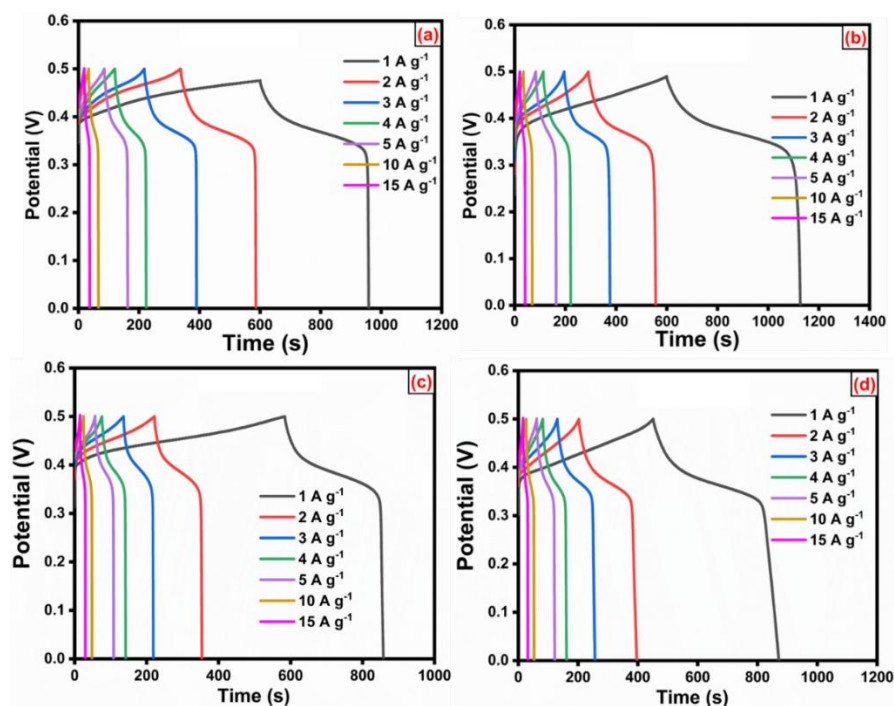 (a)
0.6
0.5
0.4
0.3
0.2
0.1
0.0
Potential (V)
1 A g⁻¹
2 A g⁻¹
3 A g⁻¹
4 A g⁻¹
5 A g⁻¹
10 A g⁻¹
15 A g⁻¹
0 200 400 600 800 1000 1200
Time (s)
(b)
0.6
0.5
0.4
0.3
0.2
0.1
0.0
Potential (V)
1 A g⁻¹
2 A g⁻¹
3 A g⁻¹
4 A g⁻¹
5 A g⁻¹
10 A g⁻¹
15 A g⁻¹
0 200 400 600 800 1000 1200 1400
Time (s)
(c)
0.6
0.5
0.4
0.3
0.2
0.1
0.0
Potential (V)
1 A g⁻¹
2 A g⁻¹
3 A g⁻¹
4 A g⁻¹
5 A g⁻¹
10 A g⁻¹
15 A g⁻¹
0 200 400 600 800 1000
Time (s)
(d)
0.6
0.5
0.4
0.3
0.2
0.1
0.0
Potential (V)
1 A g⁻¹
2 A g⁻¹
3 A g⁻¹
4 A g⁻¹
5 A g⁻¹
10 A g⁻¹
15 A g⁻¹
0 200 400 600 800 1000 1200
Time (s)